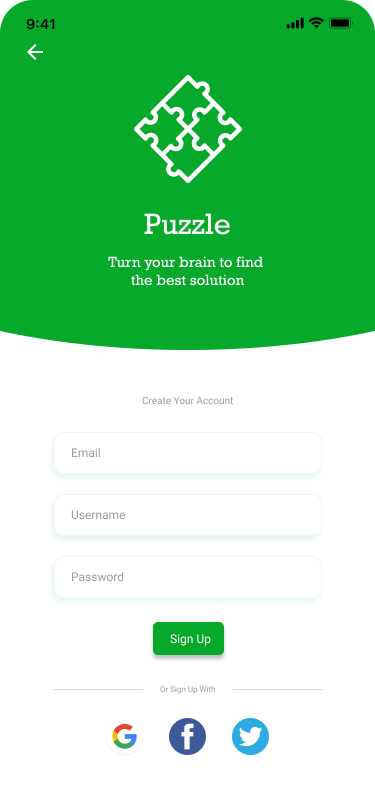 9:41
Puzzle
Turn your brain to find
the best solution
Create Your Account
Email
Username
Password
Sign Up
Or Sign Up With